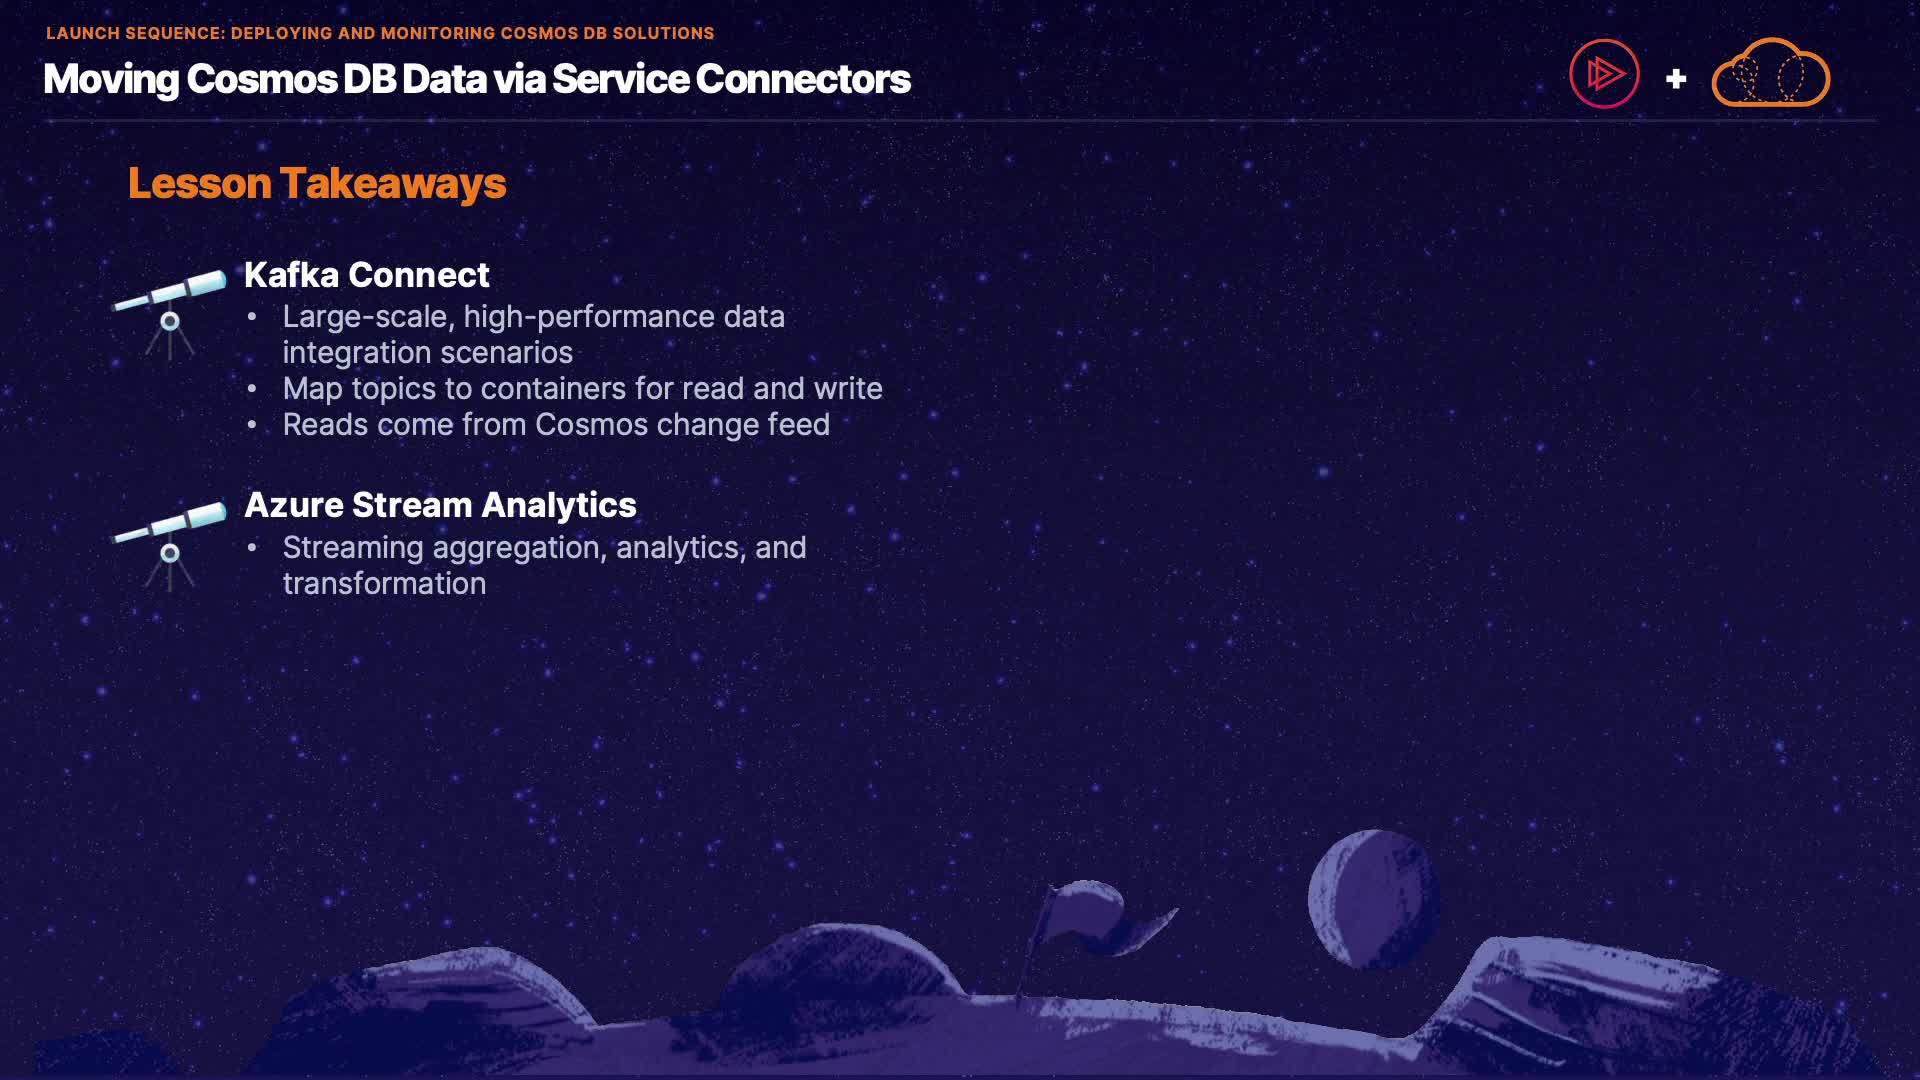 LAUNCH SEQUENCE: DEPLOYING AND MONITORING COSMOS DB SOLUTIONS
Moving Cosmos DB Data via Service Connectors
+
Lesson Takeaways
Kafka Connect
• Large-scale, high-performance data
integration scenarios
• Map topics to containers for read and write
• Reads come from Cosmos change feed
Azure Stream Analytics
• Streaming aggregation, analytics, and
transformation